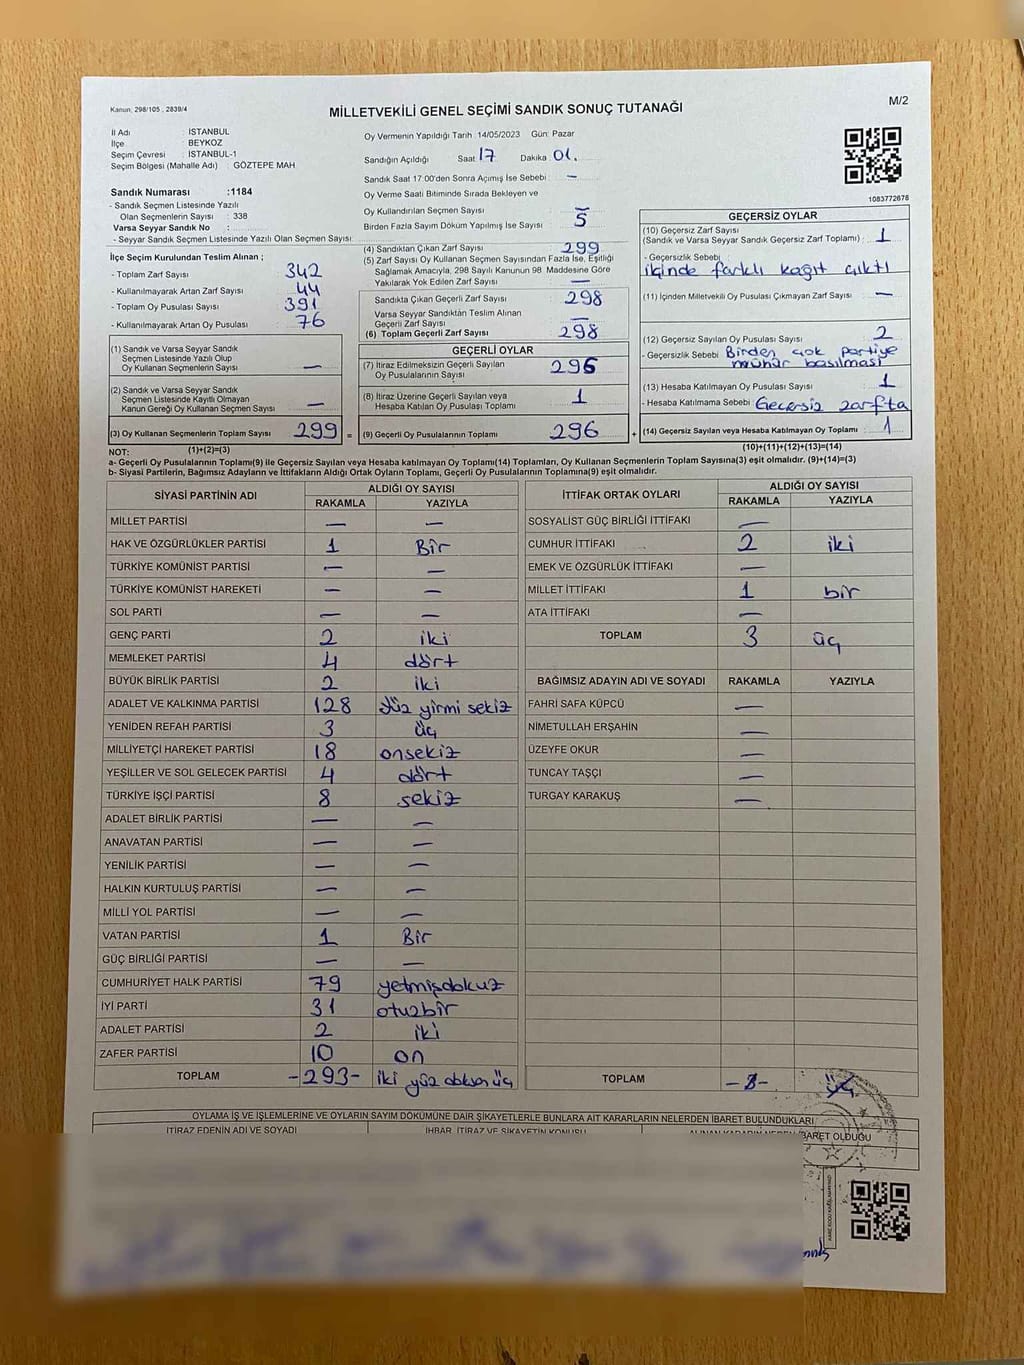 Kanun: 298/105 , 2839/4
MİLLETVEKİLİ GENEL SEÇİMİ SANDIK SONUÇ TUTANAĞI
M/2
İl Adı : İSTANBUL
İlçe : BEYKOZ
Seçim Çevresi : İSTANBUL-1
Seçim Bölgesi (Mahalle Adı) : GÖZTEPE MAH
Sandık Numarası :1184
- Sandık Seçmen Listesinde Yazılı
Olan Seçmenlerin Sayısı : 338
Varsa Seyyar Sandık No :
- Seyyar Sandık Seçmen Listesinde Yazılı Olan Seçmen Sayısı:
İlçe Seçim Kurulundan Teslim Alınan ;
- Toplam Zarf Sayısı : 342
- Kullanılmayarak Artan Zarf Sayısı : 44
- Toplam Oy Pusulası Sayısı : 391
- Kullanılmayarak Artan Oy Pusulası : 76
(1) Sandık ve Varsa Seyyar Sandık
Seçmen Listesinde Yazılı Olup
Oy Kullanan Seçmenlerin Sayısı —
(2) Sandık ve Varsa Seyyar Sandık
Seçmen Listesinde Kayıtlı Olmayan
Kanun Gereği Oy Kullanan Seçmen Sayısı —
(3) Oy Kullanan Seçmenlerin Toplam Sayısı 299 =
(1)+(2)=(3)
Oy Vermenin Yapıldığı Tarih : 14/05/2023 Gün: Pazar
Sandığın Açıldığı Saat 17 Dakika 01.
Sandık Saat 17:00'den Sonra Açımış İse Sebebi : —
Oy Verme Saati Bitiminde Sırada Bekleyen ve
Oy Kullandırılan Seçmen Sayısı : —
Birden Fazla Sayım Döküm Yapılmış İse Sayısı : 5
(4) Sandıktan Çıkan Zarf Sayısı 299
(5) Zarf Sayısı Oy Kullanan Seçmen Sayısından Fazla İse, Eşitliği
Sağlamak Amacıyla, 298 Sayılı Kanunun 98. Maddesine Göre
Yakılarak Yok Edilen Zarf Sayısı : —
Sandıkta Çıkan Geçerli Zarf Sayısı 298
Varsa Seyyar Sandıktan Teslim Alınan
Geçerli Zarf Sayısı —
(6) Toplam Geçerli Zarf Sayısı 298
GEÇERLİ OYLAR
(7) İtiraz Edilmeksizin Geçerli Sayılan
Oy Pusulalarının Sayısı 296
(8) İtiraz Üzerine Geçerli Sayılan veya
Hesaba Katılan Oy Pusulası Toplamı 1
(9) Geçerli Oy Pusulalarının Toplamı 296 +
1083772676
GEÇERSİZ OYLAR
(10) Geçersiz Zarf Sayısı
(Sandık ve Varsa Seyyar Sandık Geçersiz Zarf Toplamı) : 1
- Geçersizlik Sebebi :
içinde farklı kağıt çıktı
(11) İçinden Milletvekili Oy Pusulası Çıkmayan Zarf Sayısı : —
(12) Geçersiz Sayılan Oy Pusulası Sayısı : 2
- Geçersizlik Sebebi : Birden çok partiye
mühür basılması
(13) Hesaba Katılmayan Oy Pusulası Sayısı : 1
- Hesaba Katılmama Sebebi : Geçersiz zarfta
(14) Geçersiz Sayılan veya Hesaba Katılmayan Oy Toplamı : 1
(10)+(11)+(12)+(13)=(14)
NOT:
a- Geçerli Oy Pusulalarının Toplamı(9) ile Geçersiz Sayılan veya Hesaba katılmayan Oy Toplamı(14) Toplamları, Oy Kullanan Seçmenlerin Toplam Sayısına(3) eşit olmalıdır. (9)+(14)=(3)
b- Siyasi Partilerin, Bağımsız Adayların ve İttifakların Aldığı Ortak Oyların Toplamı, Geçerli Oy Pusulalarının Toplamına(9) eşit olmalıdır.
SİYASİ PARTİNİN ADI ALDIĞI OY SAYISI
RAKAMLA YAZIYLA
MİLLET PARTİSİ — —
HAK VE ÖZGÜRLÜKLER PARTİSİ 1 Bir
TÜRKİYE KOMÜNİST PARTİSİ — —
TÜRKİYE KOMÜNİST HAREKETİ — —
SOL PARTİ — —
GENÇ PARTİ 2 iki
MEMLEKET PARTİSİ 4 dört
BÜYÜK BİRLİK PARTİSİ 2 iki
ADALET VE KALKINMA PARTİSİ 128 yüz yirmi sekiz
YENİDEN REFAH PARTİSİ 3 üç
MİLLİYETÇİ HAREKET PARTİSİ 18 onsekiz
YEŞİLLER VE SOL GELECEK PARTİSİ 4 dört
TÜRKİYE İŞÇİ PARTİSİ 8 sekiz
ADALET BİRLİK PARTİSİ — —
ANAVATAN PARTİSİ — —
YENİLİK PARTİSİ — —
HALKIN KURTULUŞ PARTİSİ — —
MİLLİ YOL PARTİSİ — —
VATAN PARTİSİ 1 Bir
GÜÇ BİRLİĞİ PARTİSİ — —
CUMHURİYET HALK PARTİSİ 79 yetmişdokuz
İYİ PARTİ 31 otuzbir
ADALET PARTİSİ 2 iki
ZAFER PARTİSİ 10 on
TOPLAM -293- iki yüz doksan üç
İTTİFAK ORTAK OYLARI ALDIĞI OY SAYISI
RAKAMLA YAZIYLA
SOSYALİST GÜÇ BİRLİĞİ İTTİFAKI —
CUMHUR İTTİFAKI 2 iki
EMEK VE ÖZGÜRLÜK İTTİFAKI —
MİLLET İTTİFAKI 1 bir
ATA İTTİFAKI —
TOPLAM 3 üç
BAĞIMSIZ ADAYIN ADI VE SOYADI RAKAMLA YAZIYLA
FAHRİ SAFA KÜPCÜ —
NİMETULLAH ERŞAHİN —
ÜZEYFE OKUR —
TUNCAY TAŞÇI —
TURGAY KARAKUŞ —
TOPLAM
OYLAMA İŞ VE İŞLEMLERİNE VE OYLARIN SAYIM DÖKÜMÜNE DAİR ŞİKAYETLERLE BUNLARA AİT KARARLARIN NELERDEN İBARET BULUNDUKLARI
İTİRAZ EDENİN ADI VE SOYADI İHBAR, İTİRAZ VE ŞİKAYETİN KONUSU ALINAN KARARIN NEDEN İBARET OLDUĞU